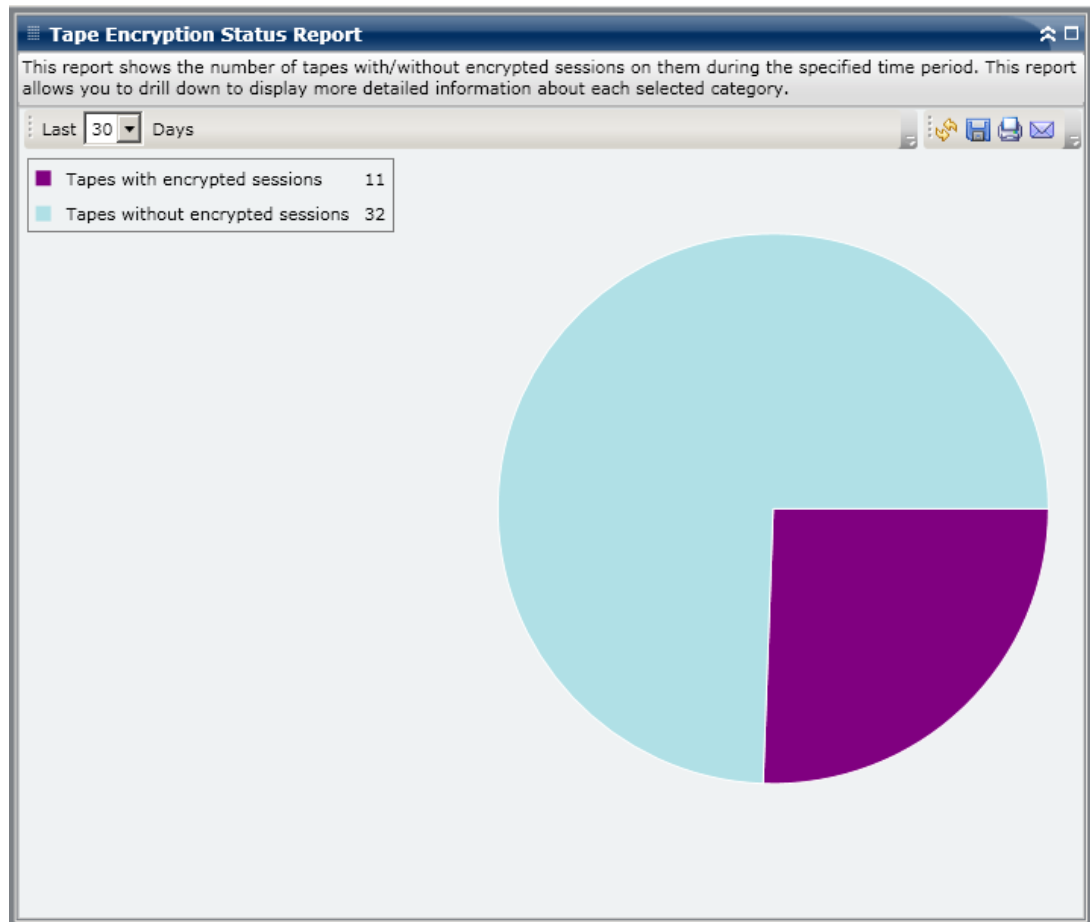 Tape Encryption Status Report
This report shows the number of tapes with/without encrypted sessions on them during the specified time period. This report
allows you to drill down to display more detailed information about each selected category.
Last 30 Days
Tapes with encrypted sessions 11
Tapes without encrypted sessions 32